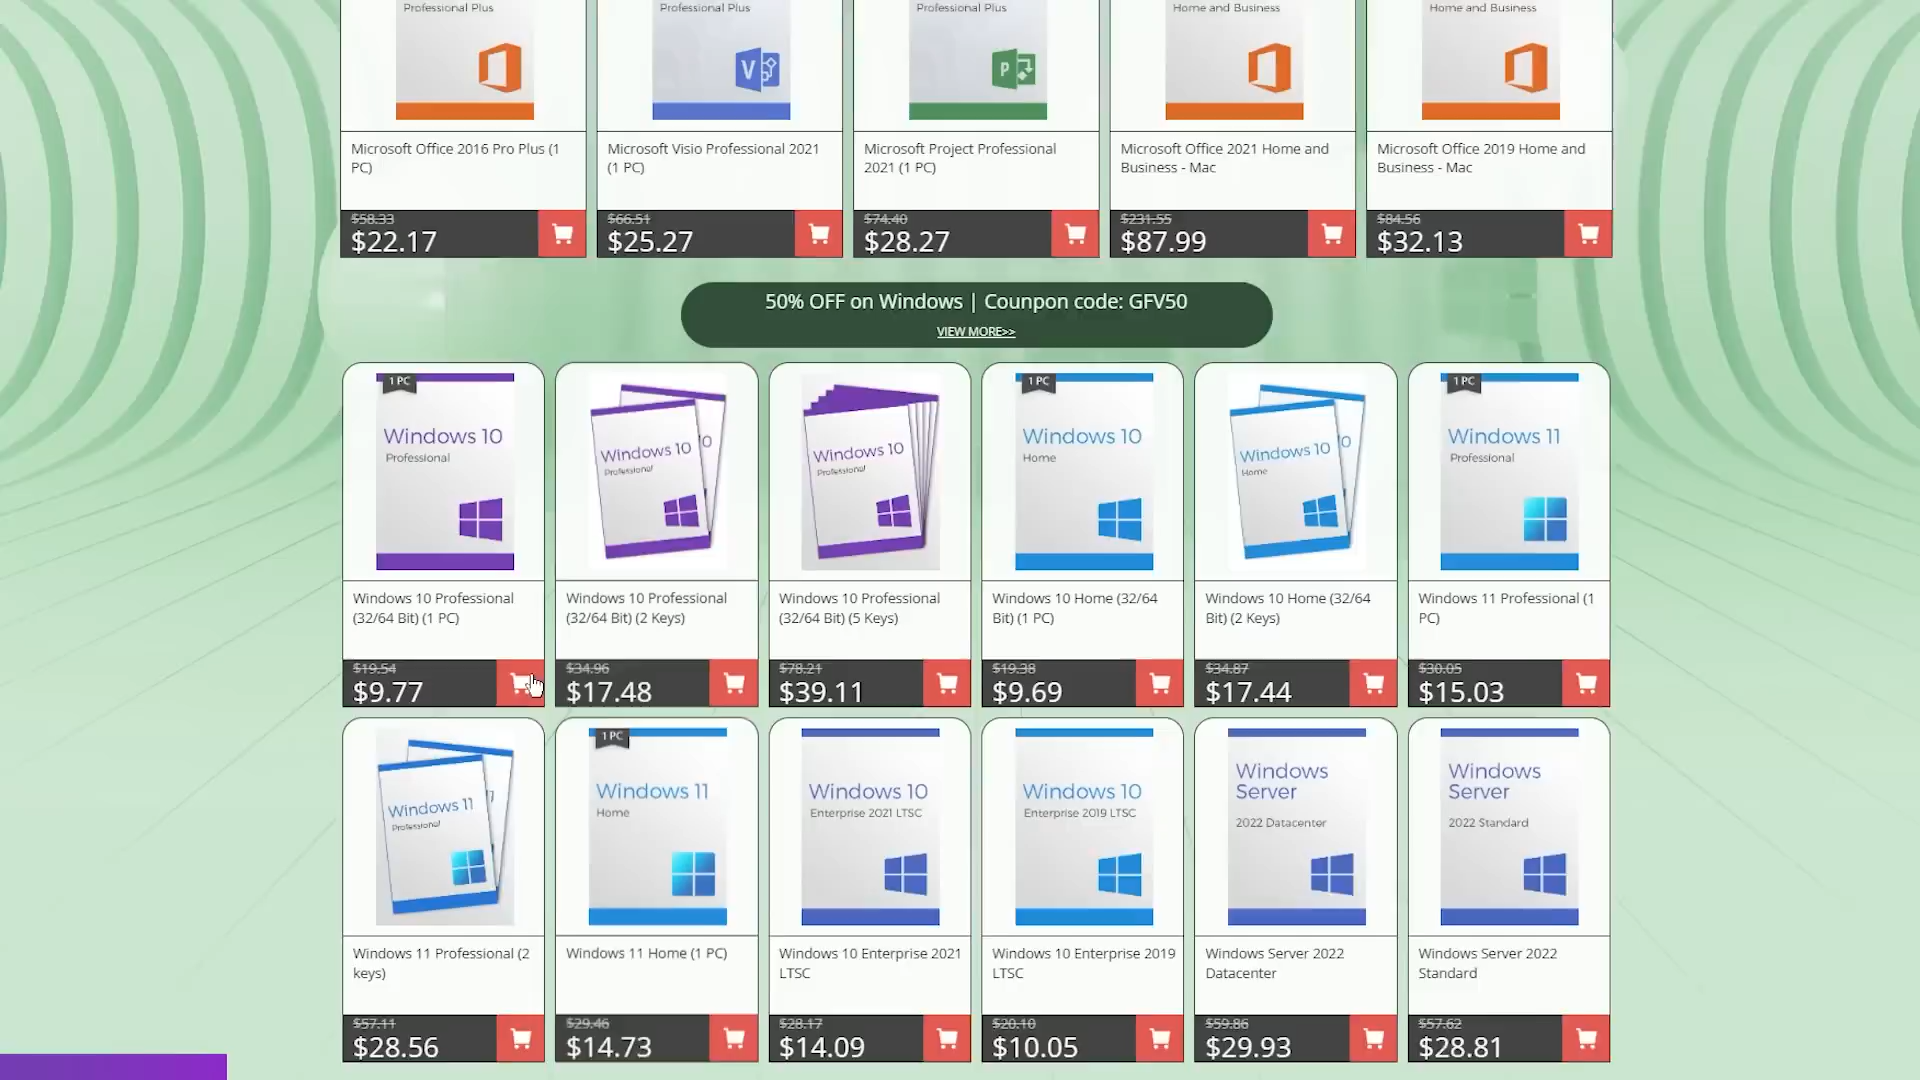 Professional Plus
Professional Plus
Professional Plus
Home and Business
Home and Business
V
P
Microsoft Office 2016 Pro Plus (1
PC)
Microsoft Visio Professional 2021
(1 PC)
Microsoft Project Professional
2021 (1 PC)
Microsoft Office 2021 Home and
Business - Mac
Microsoft Office 2019 Home and
Business - Mac
$58.33
$22.17
$66.51
$25.27
$74.40
$28.27
$231.55
$87.99
$84.56
$32.13
50% OFF on Windows | Counpon code: GFV50
VIEW MORE>>
1 PC
Windows 10
Professional
Windows 10
Professional
Windows 10
Professional
1 PC
Windows 10
Home
Windows 10
Home
1 PC
Windows 11
Professional
Windows 10 Professional
(32/64 Bit) (1 PC)
Windows 10 Professional
(32/64 Bit) (2 Keys)
Windows 10 Professional
(32/64 Bit) (5 Keys)
Windows 10 Home (32/64
Bit) (1 PC)
Windows 10 Home (32/64
Bit) (2 Keys)
Windows 11 Professional (1
PC)
$19.54
$9.77
$34.96
$17.48
$78.21
$39.11
$19.38
$9.69
$34.87
$17.44
$30.05
$15.03
Windows 11
Professional
1 PC
Windows 11
Home
Windows 10
Enterprise 2021 LTSC
Windows 10
Enterprise 2019 LTSC
Windows
Server
2022 Datacenter
Windows
Server
2022 Standard
Windows 11 Professional (2
keys)
Windows 11 Home (1 PC)
Windows 10 Enterprise 2021
LTSC
Windows 10 Enterprise 2019
LTSC
Windows Server 2022
Datacenter
Windows Server 2022
Standard
$57.11
$28.56
$29.46
$14.73
$28.17
$14.09
$20.10
$10.05
$59.86
$29.93
$57.62
$28.81